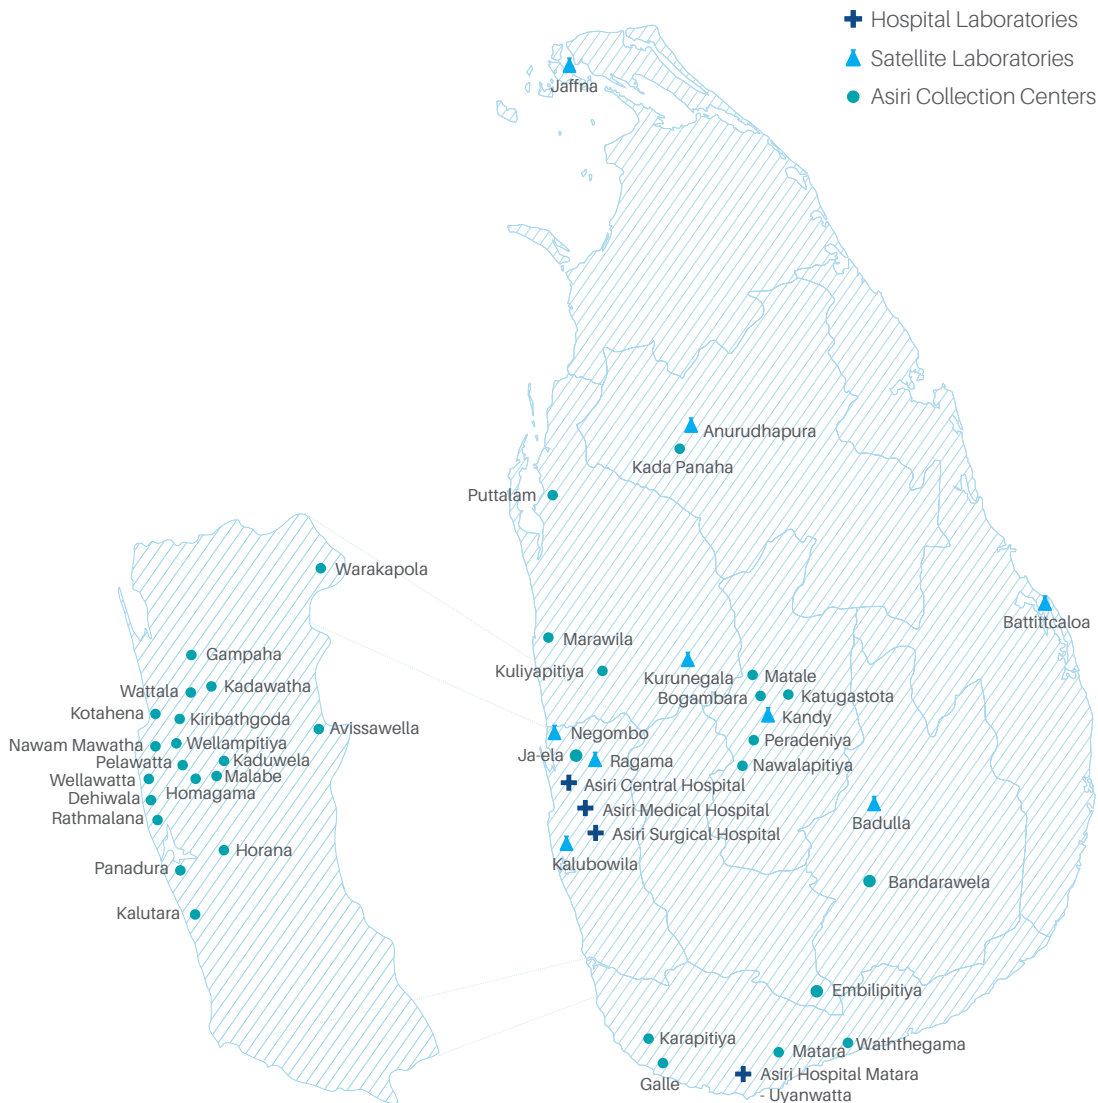 Hospital Laboratories
Satellite Laboratories
Asiri Collection Centers
Jaffna
Anurudhapura
Kada Panaha
Puttalam
Warakapola
Battittcaloa
Marawila
Gampaha
Kuliyapitiya
Kurunegala
Matale
Wattala
Kadawatha
Bogambara
Katugastota
Kotahena
Kiribathgoda
Kandy
Avissawella
Negombo
Nawam Mawatha
Wellampitiya
Peradeniya
Ja-ela
Ragama
Pelawatta
Kaduwela
Nawalapitiya
Wellawatta
Malabe
Asiri Central Hospital
Homagama
Dehiwala
Asiri Medical Hospital
Rathmalana
Badulla
Asiri Surgical Hospital
Horana
Kalubowila
Panadura
Bandarawela
Kalutara
Embilipitiya
Karapitiya
Waththegama
Matara
Galle
Asiri Hospital Matara
- Uyanwatta